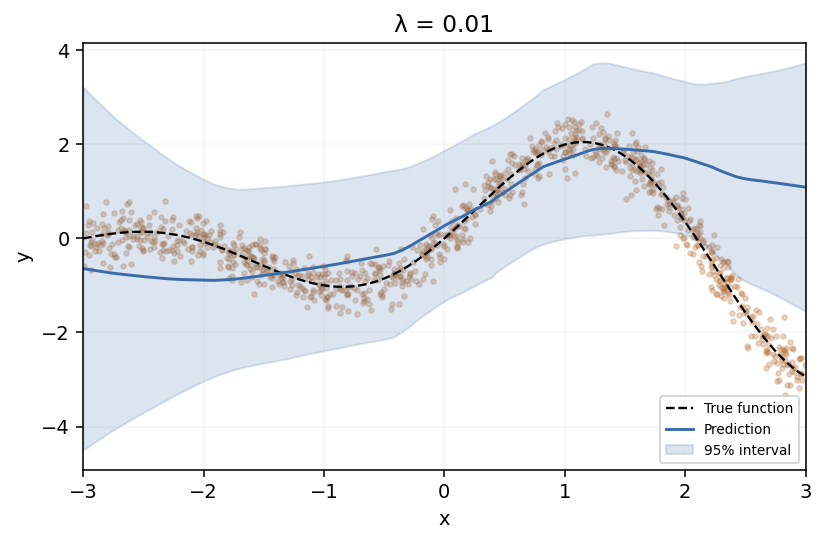 λ = 0.01
y
4
2
0
−2
−4
True function
Prediction
95% interval
−3
−2
−1
0
1
2
3
x